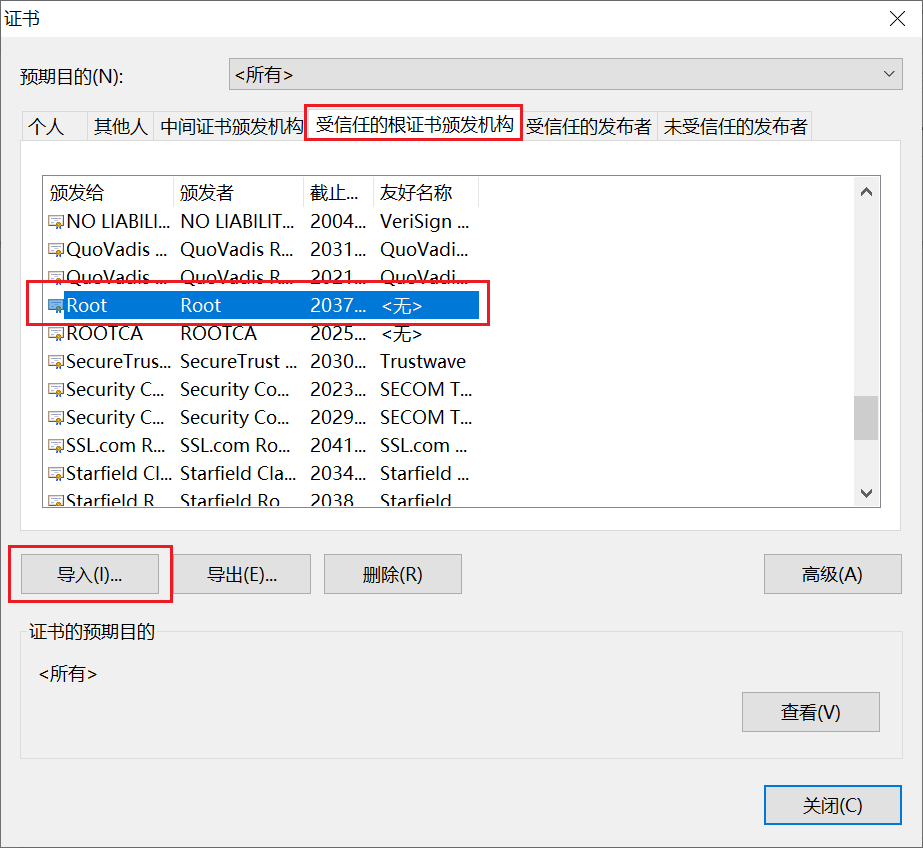 证书
预期目的(N): <所有>
个人 其他人 中间证书颁发机构 受信任的根证书颁发机构 受信任的发布者 未受信任的发布者
颁发给 颁发者 截止... 友好名称
NO LIABILI... NO LIABILIT... 2004... VeriSign ...
QuoVadis ... QuoVadis R... 2031... QuoVadi...
QuoVadis ... QuoVadis R... 2021... QuoVadi...
Root Root 2037... <无>
ROOTCA ROOTCA 2025... <无>
SecureTrus... SecureTrust ... 2030... Trustwave
Security C... Security Co... 2023... SECOM T...
Security C... Security Co... 2029... SECOM T...
SSL.com R... SSL.com Ro... 2041... SSL.com ...
Starfield Cl... Starfield Cla... 2034... Starfield ...
Starfield R Starfield Ro 2038 Starfield
导入(I)... 导出(E)... 删除(R) 高级(A)
证书的预期目的
<所有>
查看(V)
关闭(C)